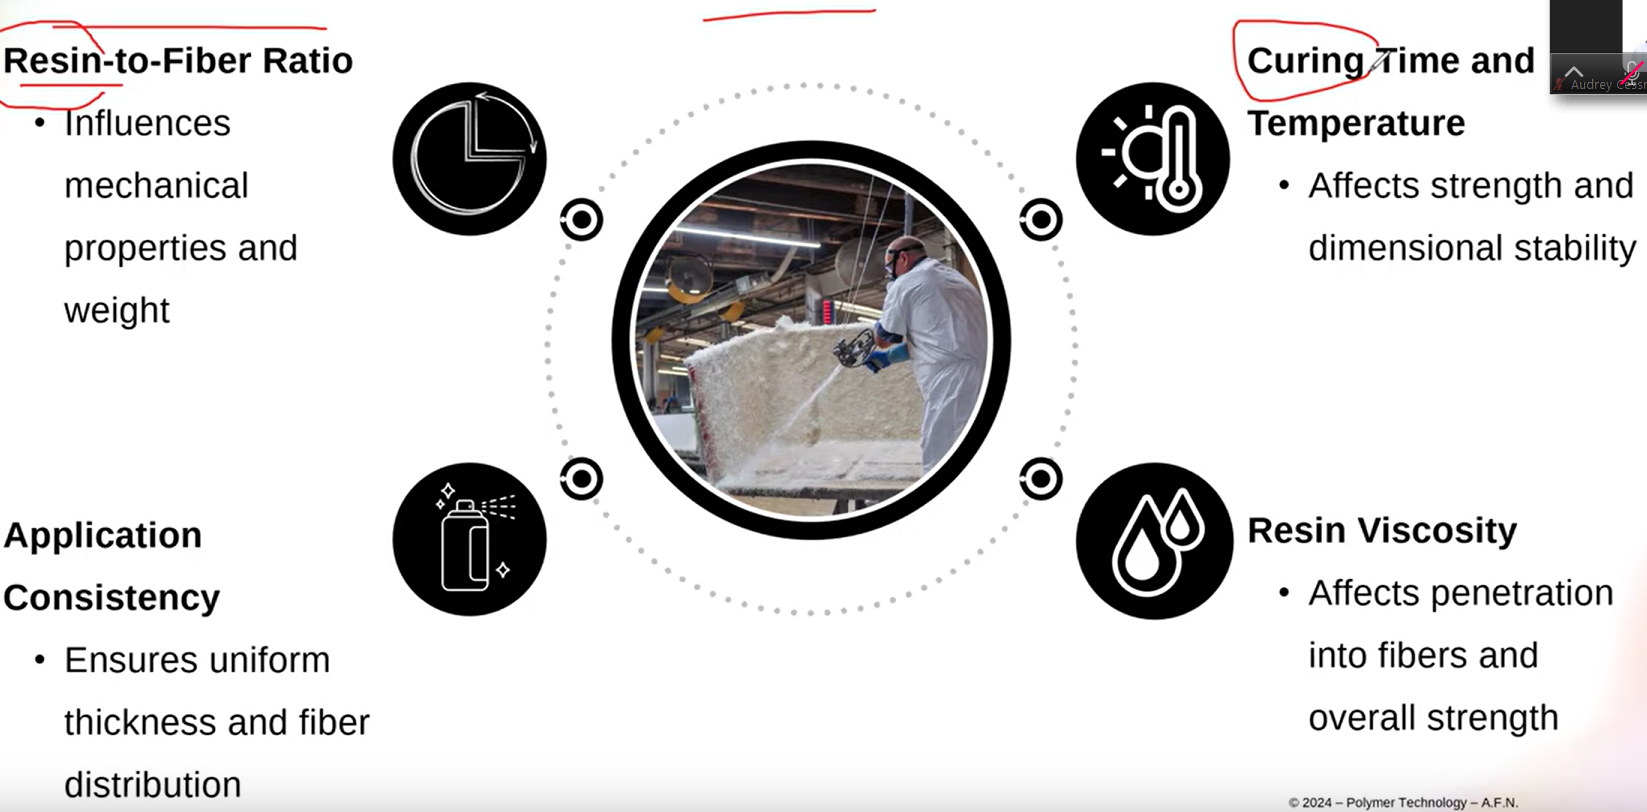 Resin-to-Fiber Ratio
• Influences
mechanical
properties and
weight
Application
Consistency
• Ensures uniform
thickness and fiber
distribution
Curing Time and
Temperature
• Affects strength and
dimensional stability
Resin Viscosity
• Affects penetration
into fibers and
overall strength
Audrey
© 2024 – Polymer Technology – A.F.N.